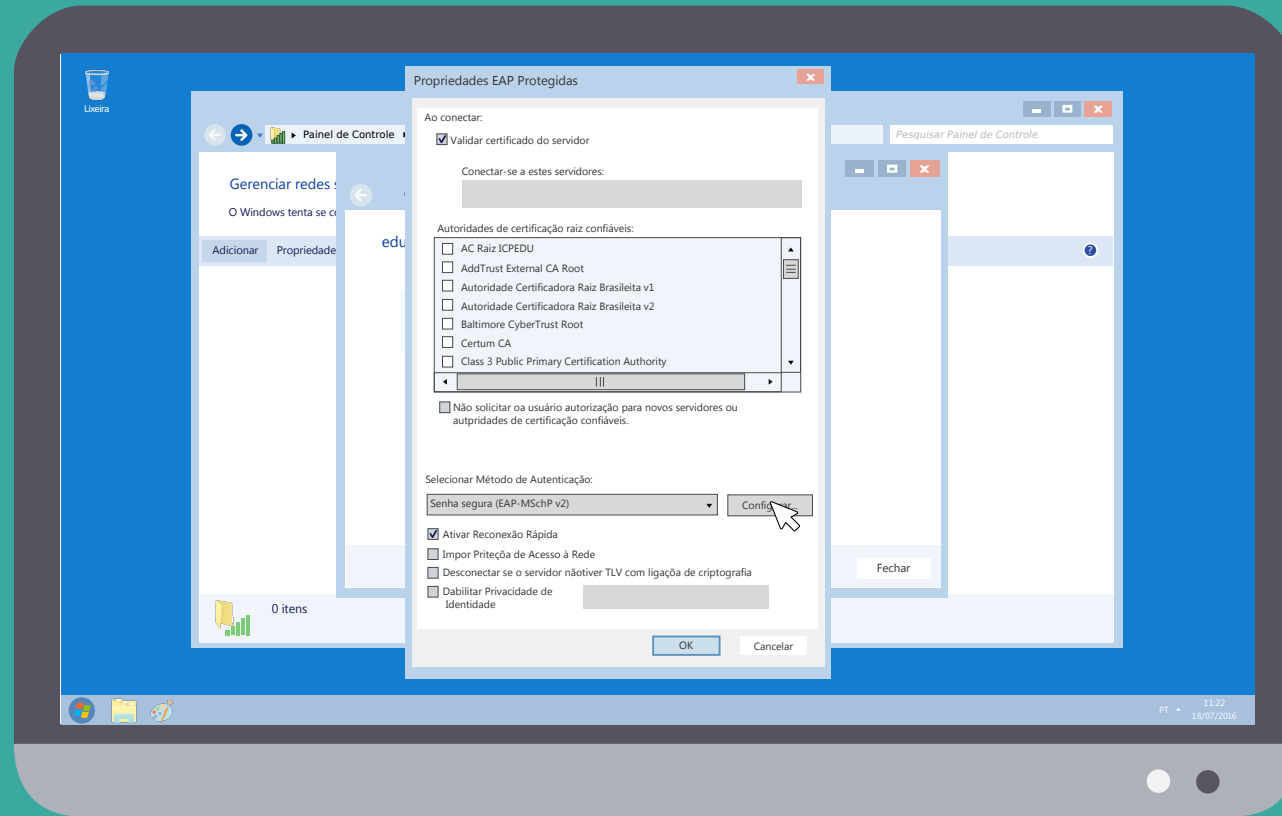 Lixeira
Propriedades EAP Protegidas
Painel de Controle
Pesquisar Painel de Controle
Gerenciar redes s
O Windows tenta se co
Adicionar Propriedade
?
edu
Ao conectar:
Validar certificado do servidor
Conectar-se a estes servidores:
Autoridades de certificação raiz confiáveis:
AC Raiz ICPEDU
AddTrust External CA Root
Autoridade Certificadora Raiz Brasileita v1
Autoridade Certificadora Raiz Brasileita v2
Baltimore CyberTrust Root
Certum CA
Class 3 Public Primary Certification Authority
Não solicitar oa usuário autorização para novos servidores ou
autpridades de certificação confiáveis.
Selecionar Método de Autenticação:
Senha segura (EAP-MSchP v2)
Configurar...
Ativar Reconexão Rápida
Impor Priteçõa de Acesso à Rede
Desconectar se o servidor nãotiver TLV com ligaçõa de criptografia
Dabilitar Privacidade de
Identidade
OK Cancelar
Fechar
0 itens
PT
11:22
18/07/2016